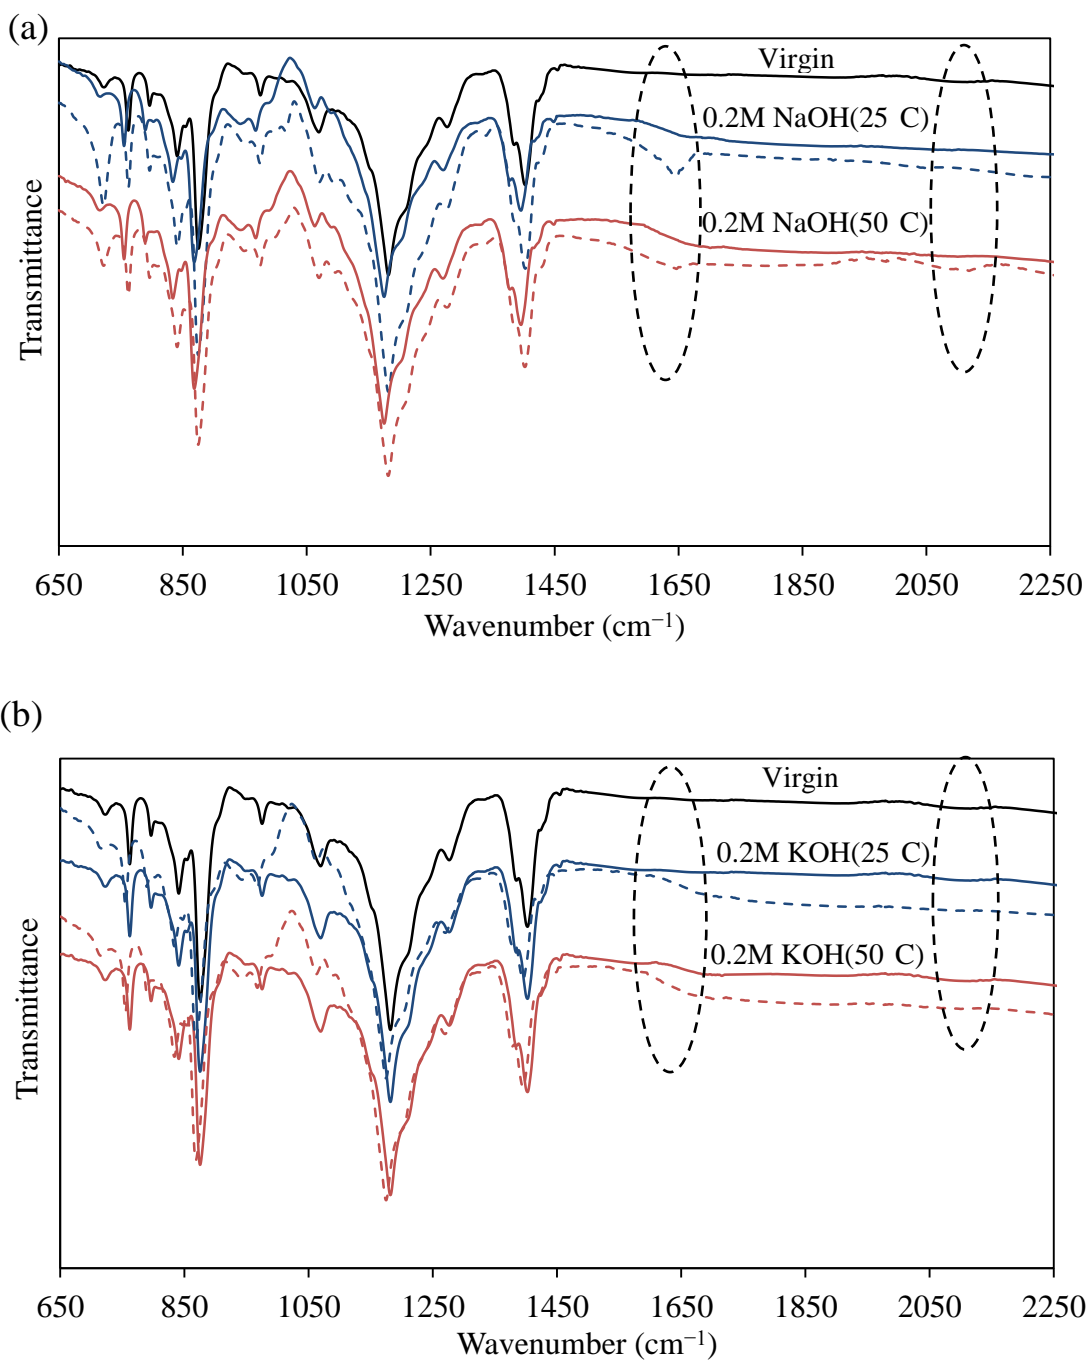 (a)
Virgin
0.2M NaOH(25 C)
0.2M NaOH(50 C)
Transmittance
650 850 1050 1250 1450 1650 1850 2050 2250
Wavenumber (cm⁻¹)
(b)
Virgin
0.2M KOH(25 C)
0.2M KOH(50 C)
Transmittance
650 850 1050 1250 1450 1650 1850 2050 2250
Wavenumber (cm⁻¹)